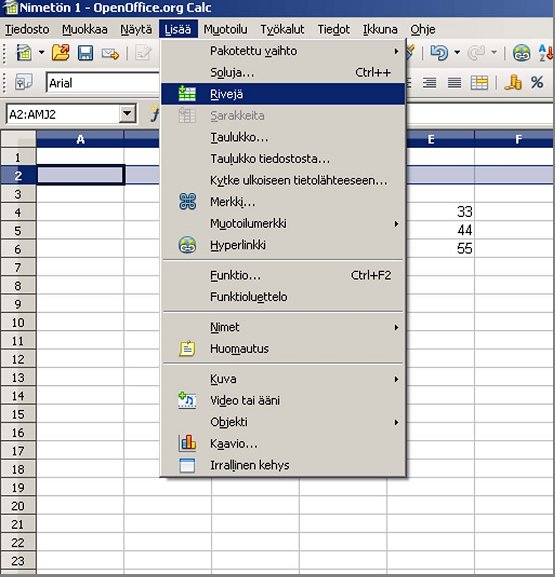 Nimetön 1 - OpenOffice.org Calc
Tiedosto Muokkaa Näytä Lisää Muotoilu Työkalut Tiedot Ikkuna Ohje
Pakotettu vaihto
Soluja... Ctrl++
Arial
Rivejä
%
A2:AMJ2
Sarakkeita
Taulukko...
A E F
1
Taulukko tiedostosta...
2
Kytke ulkoiseen tietolähteeseen...
3
Merkki...
4 33
Muotoilumerkki
5 44
Hyperlinkki
6 55
7
Funktio... Ctrl+F2
8
Funktioluettelo
9
10
Nimet
11
Huomautus
12
13
Kuva
14
Video tai ääni
15
Objekti
16
Kaavio...
17
Irrallinen kehys
18
19
20
21
22
23